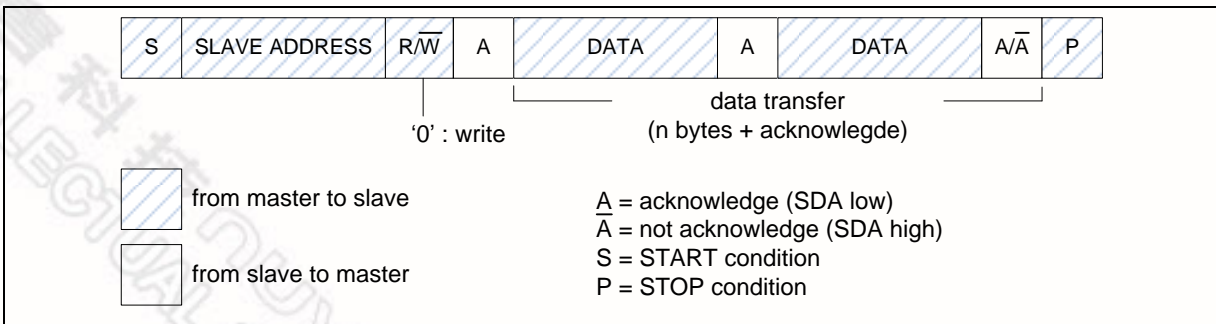 S SLAVE ADDRESS R/W̅ A DATA A DATA A/A̅ P
data transfer
(n bytes + acknowlegde)
‘0’ : write
from master to slave
from slave to master
A = acknowledge (SDA low)
A̅ = not acknowledge (SDA high)
S = START condition
P = STOP condition